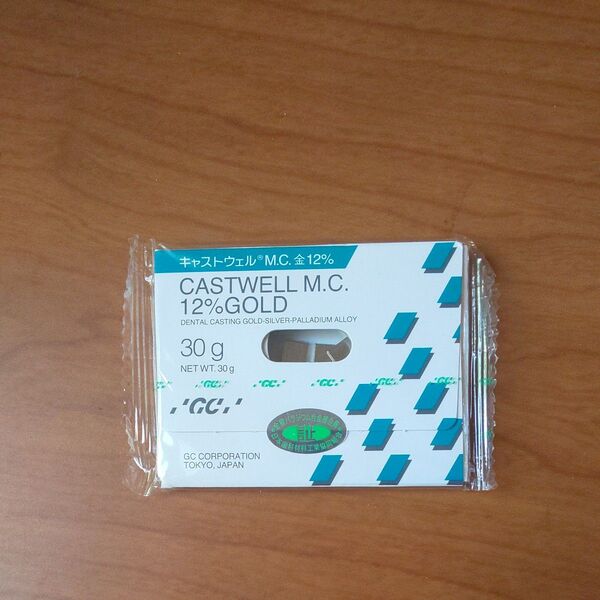 キャストウェル® M.C. 金12%
CASTWELL M.C.
12%GOLD
DENTAL CASTING GOLD-SILVER-PALLADIUM ALLOY
30 g
NET WT. 30 g
GC
証
GC CORPORATION
TOKYO, JAPAN